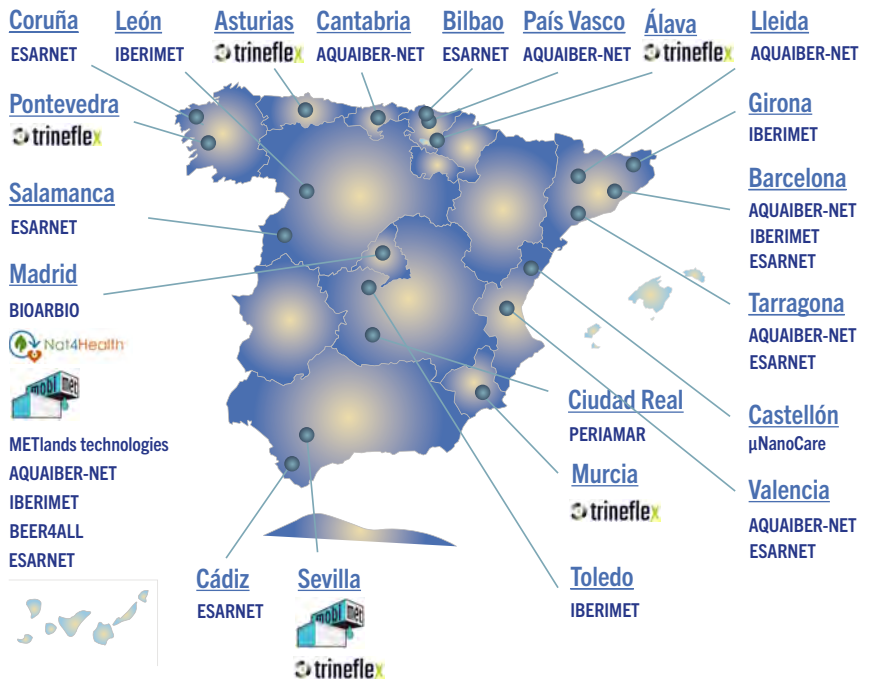 Coruña
ESARNET
León
IBERIMET
Asturias
trineflex
Cantabria
AQUAIBER-NET
Bilbao
ESARNET
País Vasco
AQUAIBER-NET
Álava
trineflex
Lleida
AQUAIBER-NET
Pontevedra
trineflex
Girona
IBERIMET
Salamanca
ESARNET
Barcelona
AQUAIBER-NET
IBERIMET
ESARNET
Madrid
BIOARBIO
Nat4Health
mobi met
METlands technologies
AQUAIBER-NET
IBERIMET
BEER4ALL
ESARNET
Tarragona
AQUAIBER-NET
ESARNET
Ciudad Real
PERIAMAR
Castellón
μNanoCare
Murcia
trineflex
Valencia
AQUAIBER-NET
ESARNET
Cádiz
ESARNET
Sevilla
mobi met
trineflex
Toledo
IBERIMET